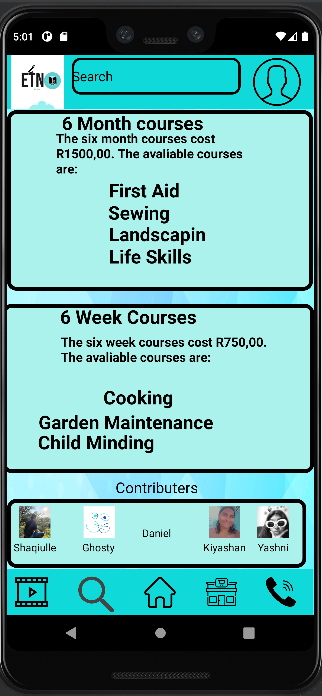 5:01
ETN
Search
6 Month courses
The six month courses cost
R1500,00. The avaliable courses
are:
First Aid
Sewing
Landscapin
Life Skills
6 Week Courses
The six week courses cost R750,00.
The avaliable courses are:
Cooking
Garden Maintenance
Child Minding
Contributers
Shaqiulle Ghosty Daniel Kiyashan Yashni